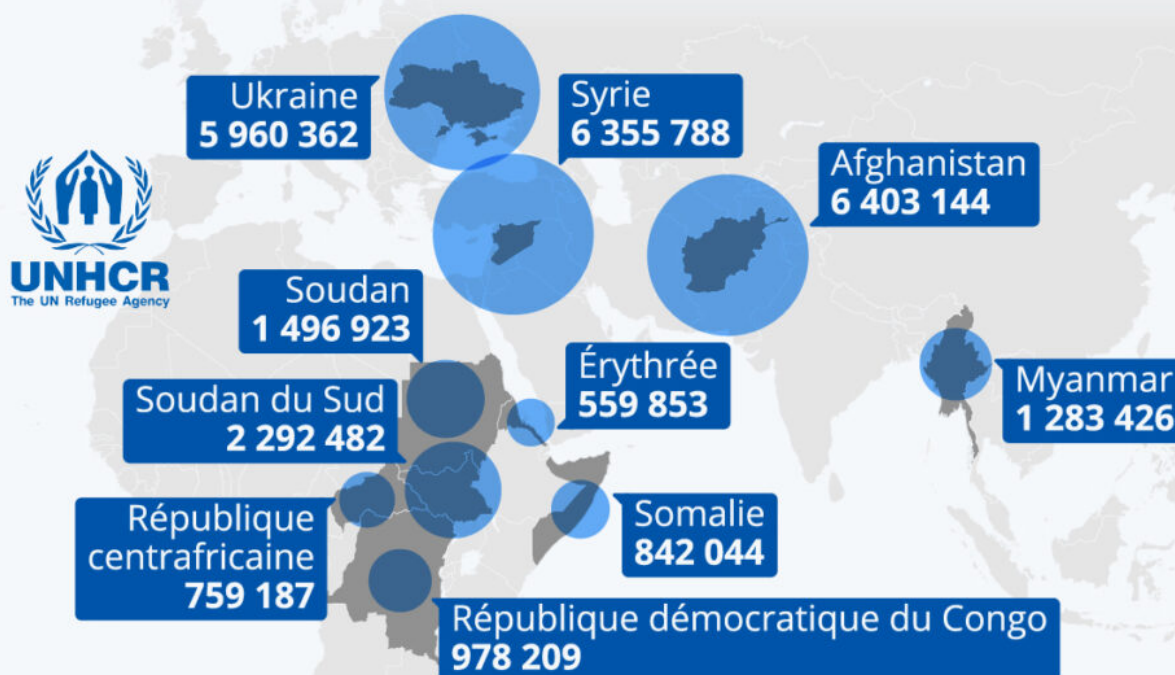 Ukraine
5 960 362
Syrie
6 355 788
Afghanistan
6 403 144
UNHCR
The UN Refugee Agency
Soudan
1 496 923
Érythrée
559 853
Myanmar
1 283 426
Soudan du Sud
2 292 482
République
centrafricaine
759 187
Somalie
842 044
République démocratique du Congo
978 209